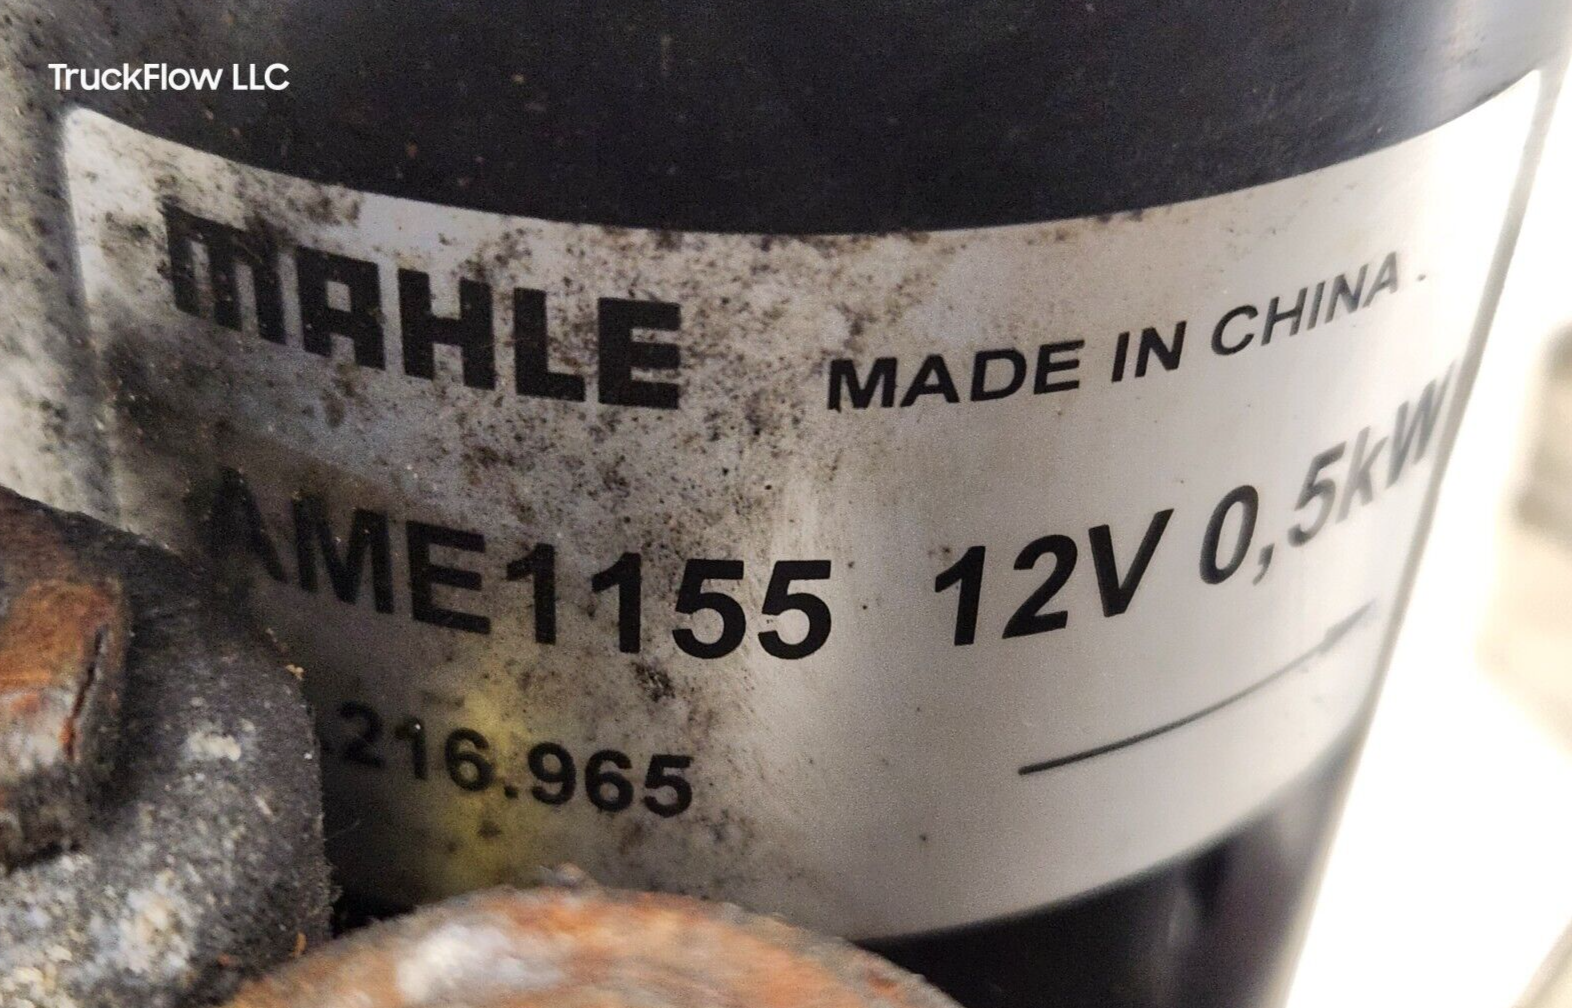 TruckFlow LLC
MAHLE
MADE IN CHINA
AME1155 12V 0,5kW
.216.965